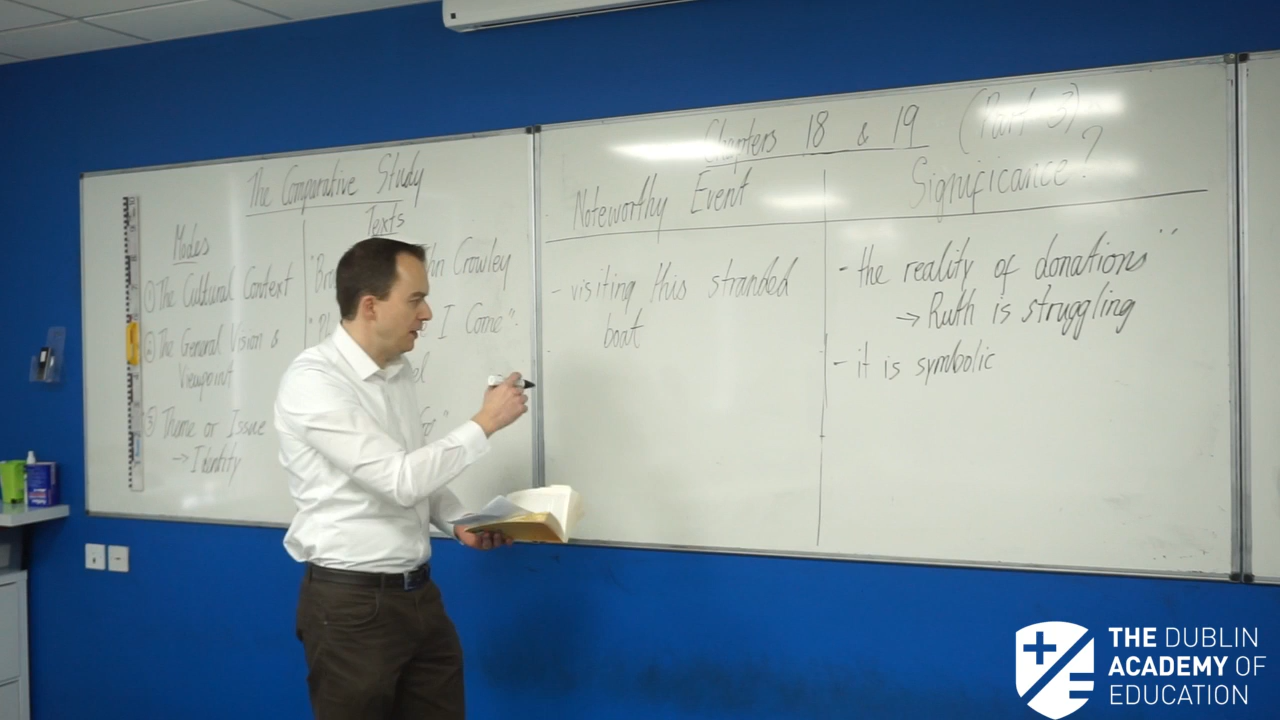 The Comparative Study
Modes
Texts
① The Cultural Context
② The General Vision &
Viewpoint
③ Theme or Issue
→ Identity
Crowley
I Come".
Chapters 18 & 19 (Part 3)
Noteworthy Event
Significance?
- visiting this stranded
boat
- the reality of donations
→ Ruth is struggling
- it is symbolic
THE DUBLIN
ACADEMY OF
EDUCATION